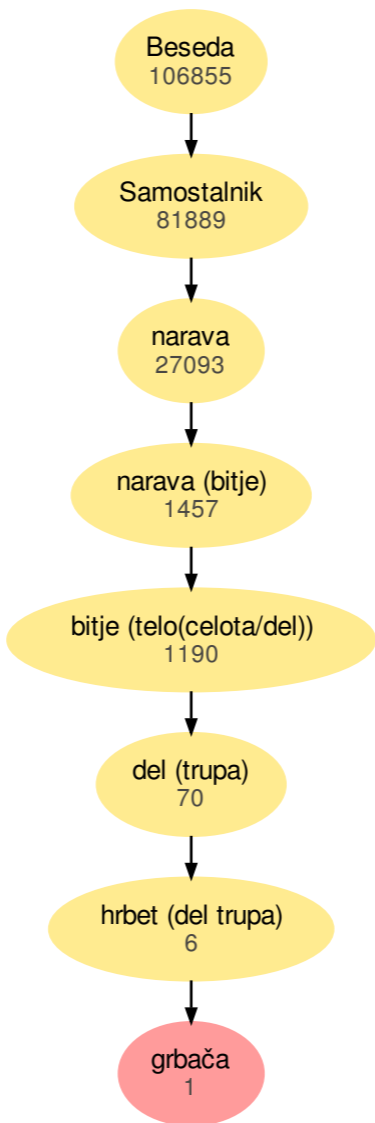 Beseda
106855
Samostalnik
81889
narava
27093
narava (bitje)
1457
bitje (telo(celota/del))
1190
del (trupa)
70
hrbet (del trupa)
6
grbača
1